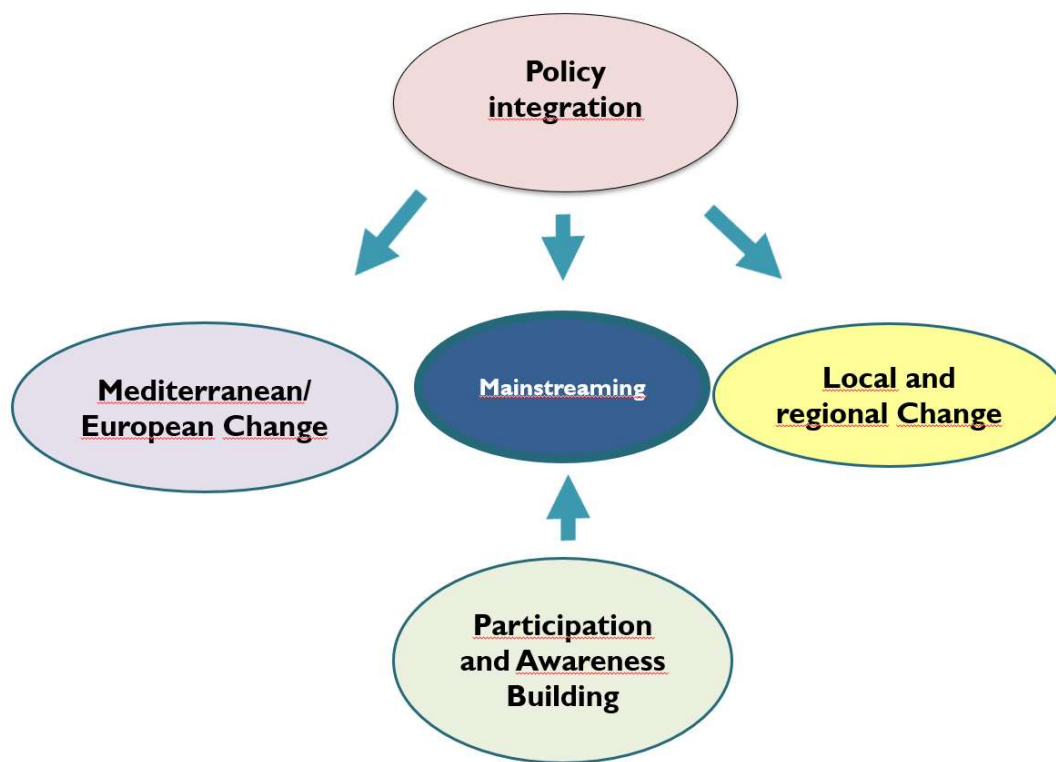 Policy
integration
Mediterranean/
European Change
Mainstreaming
Local and
regional Change
Participation
and Awareness
Building